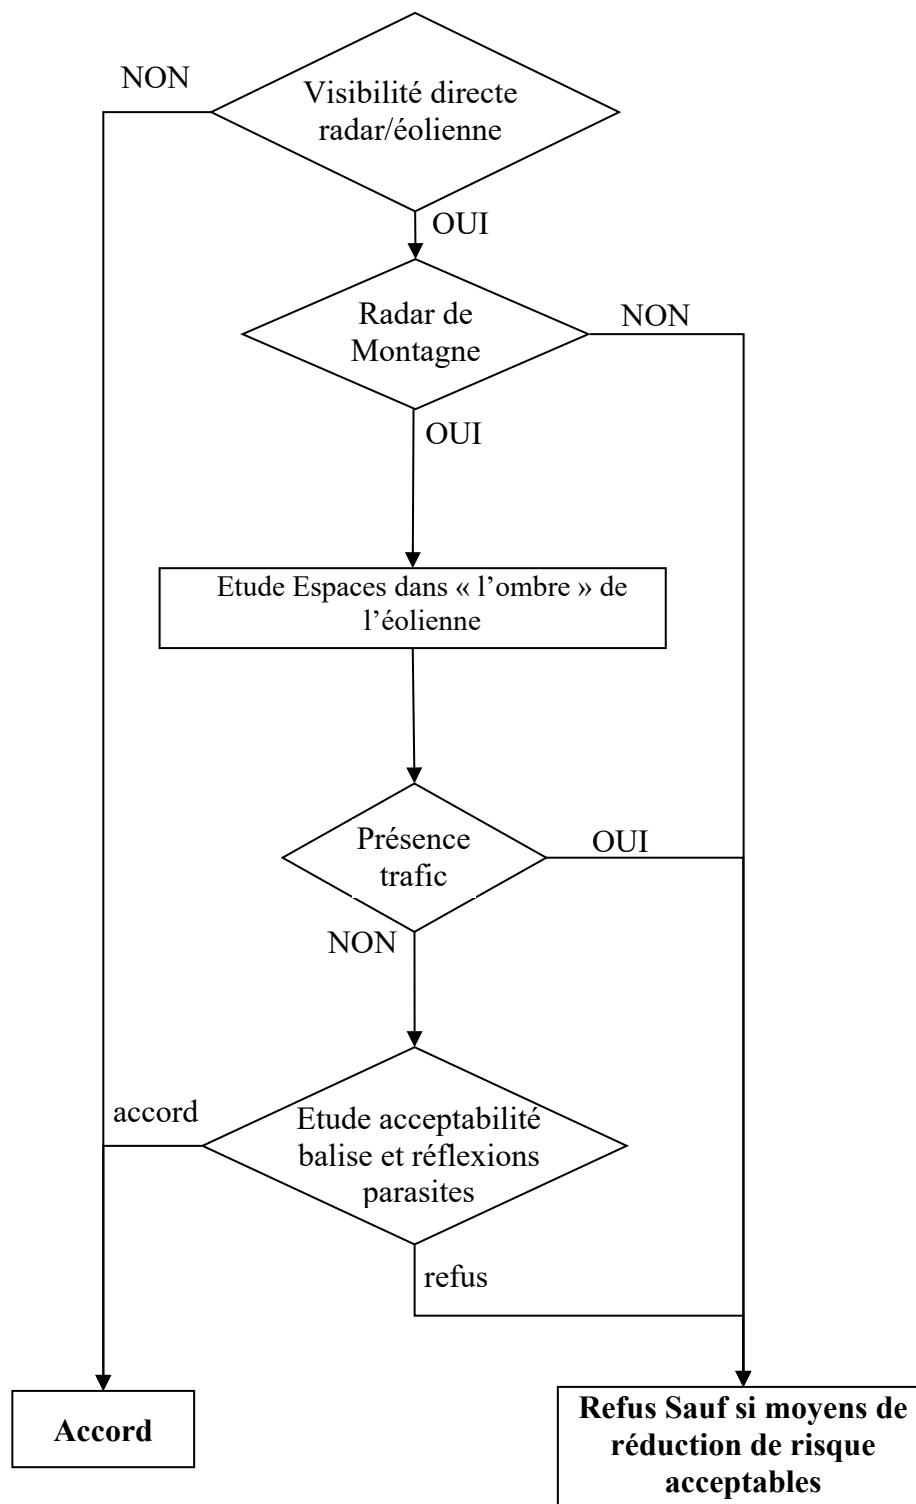 NON
Visibilité directe
radar/éolienne
OUI
Radar de
Montagne
NON
OUI
Etude Espaces dans « l’ombre » de
l’éolienne
Présence
trafic
OUI
NON
accord
Etude acceptabilité
balise et réflexions
parasites
refus
Accord
Refus Sauf si moyens de
réduction de risque
acceptables